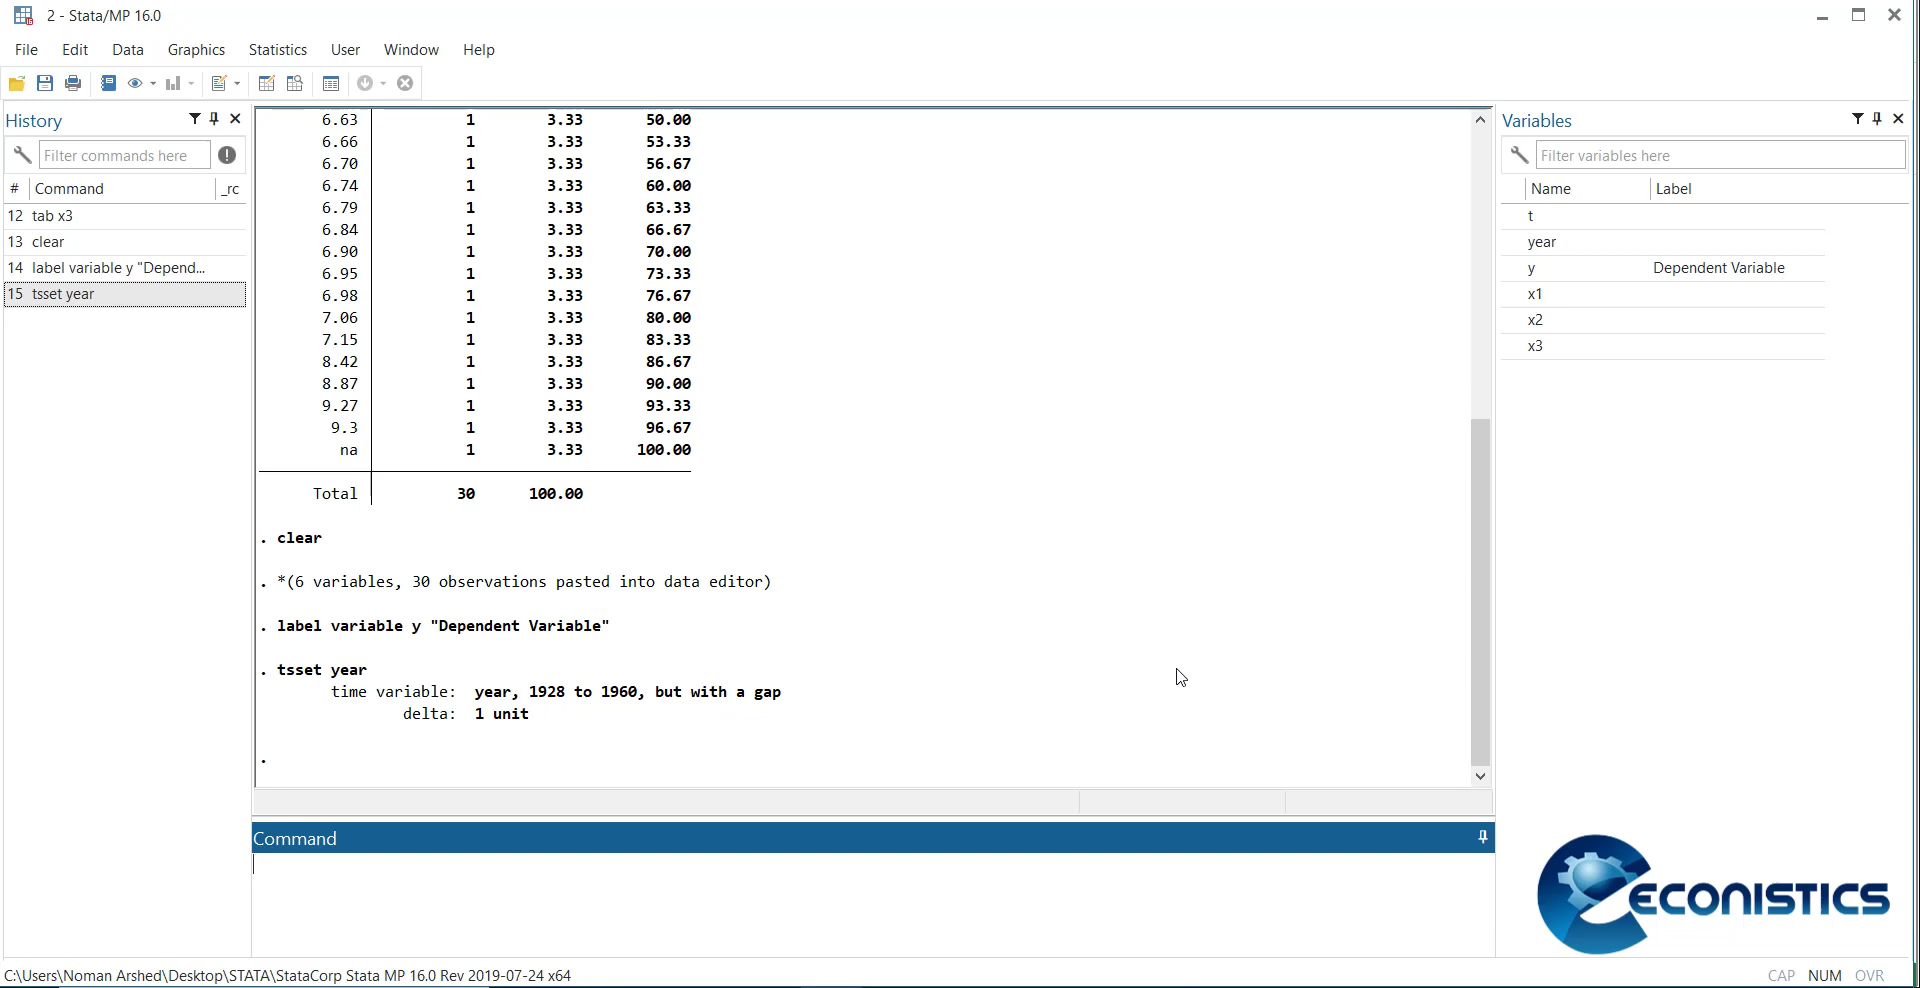 2 - Stata/MP 16.0
File Edit Data Graphics Statistics User Window Help
History
Filter commands here
# Command _rc
12 tab x3
13 clear
14 label variable y "Depend...
15 tsset year
6.63 1 3.33 50.00
6.66 1 3.33 53.33
6.70 1 3.33 56.67
6.74 1 3.33 60.00
6.79 1 3.33 63.33
6.84 1 3.33 66.67
6.90 1 3.33 70.00
6.95 1 3.33 73.33
6.98 1 3.33 76.67
7.06 1 3.33 80.00
7.15 1 3.33 83.33
8.42 1 3.33 86.67
8.87 1 3.33 90.00
9.27 1 3.33 93.33
9.3 1 3.33 96.67
na 1 3.33 100.00
Total 30 100.00
. clear
. *(6 variables, 30 observations pasted into data editor)
. label variable y "Dependent Variable"
. tsset year
time variable: year, 1928 to 1960, but with a gap
delta: 1 unit
.
Command
Variables
Filter variables here
Name Label
t
year
y Dependent Variable
x1
x2
x3
ECONISTICS
C:\Users\Noman Arshed\Desktop\STATA\StataCorp Stata MP 16.0 Rev 2019-07-24 x64
CAP NUM OVR